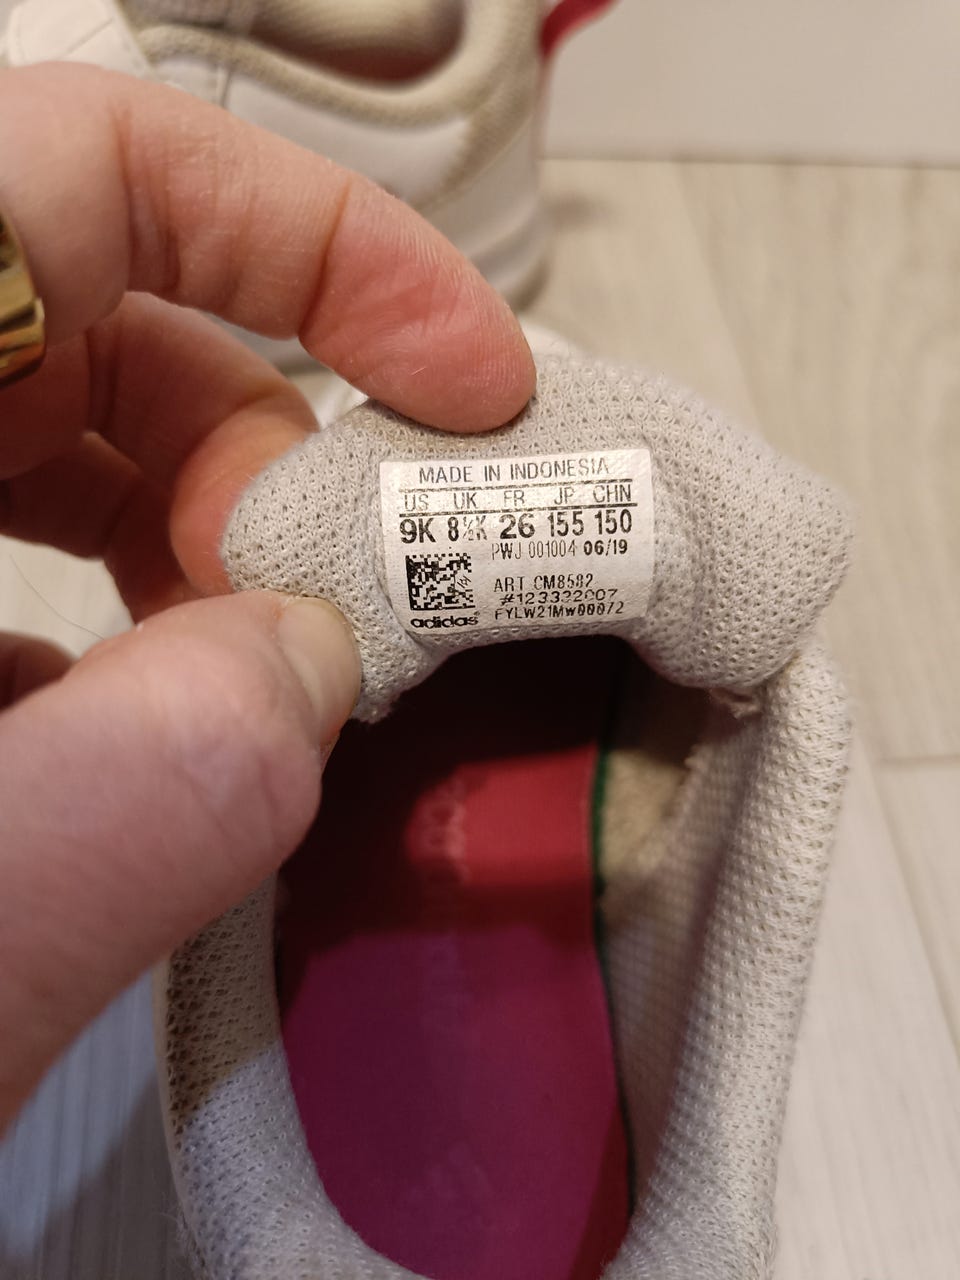 MADE IN INDONESIA
US UK FR JP CHN
9K 8½K 26 155 150
PWJ 001004 06/19
ART CM8582
#123332007
FYLW21Mw00072
adidas